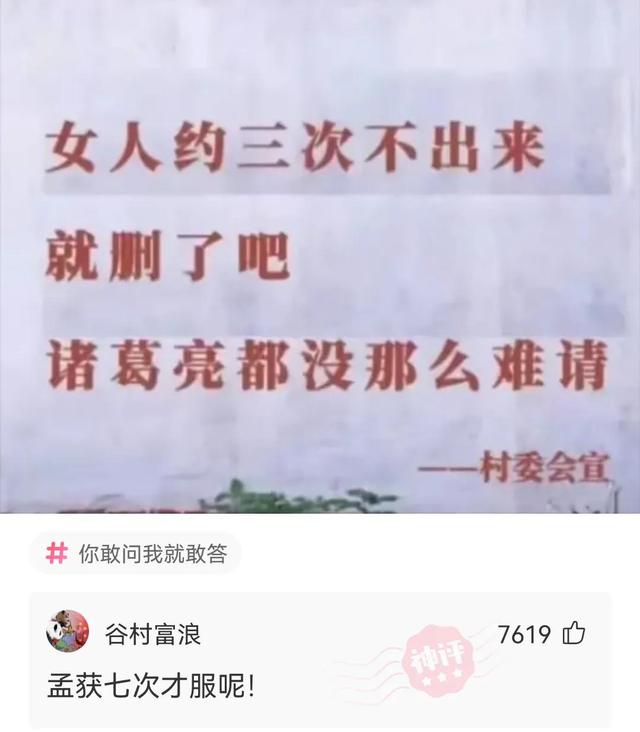 女人约三次不出来
就删了吧
诸葛亮都没那么难请
——村委会宣
# 你敢问我就敢答
谷村富浪
7619
神评
孟获七次才服呢!